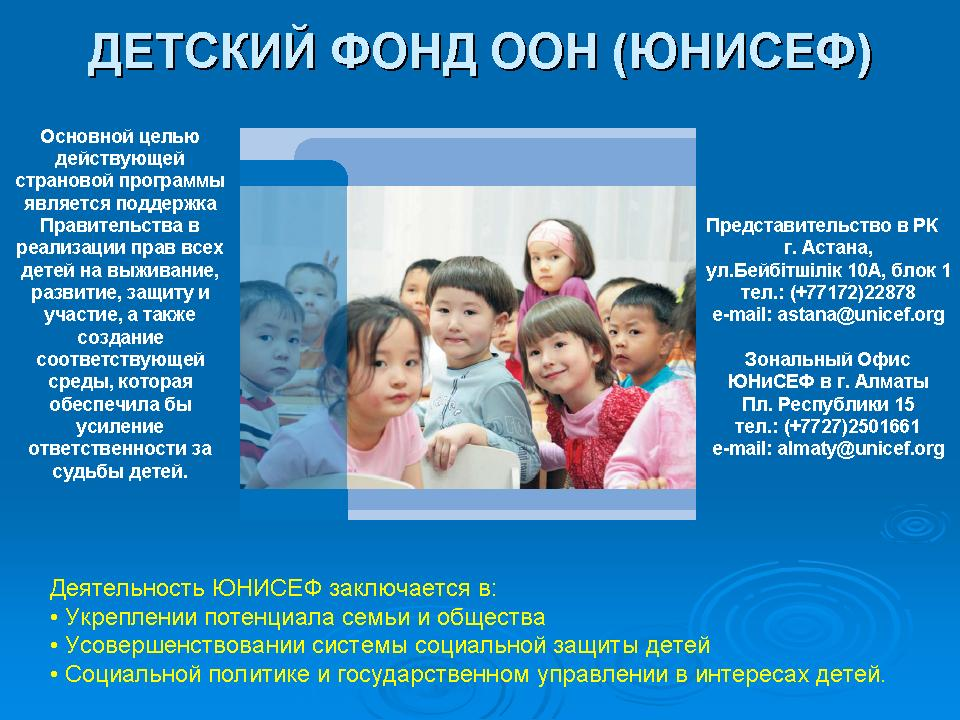 ДЕТСКИЙ ФОНД ООН (ЮНИСЕФ)
Основной целью
действующей
страновой программы
является поддержка
Правительства в
реализации прав всех
детей на выживание,
развитие, защиту и
участие, а также
создание
соответствующей
среды, которая
обеспечила бы
усиление
ответственности за
судьбы детей.
Представительство в РК
г. Астана,
ул.Бейбітшілік 10А, блок 1
тел.: (+77172)22878
e-mail: astana@unicef.org
Зональный Офис
ЮНиСЕФ в г. Алматы
Пл. Республики 15
тел.: (+7727)2501661
e-mail: almaty@unicef.org
Деятельность ЮНИСЕФ заключается в:
• Укреплении потенциала семьи и общества
• Усовершенствовании системы социальной защиты детей
• Социальной политике и государственном управлении в интересах детей.